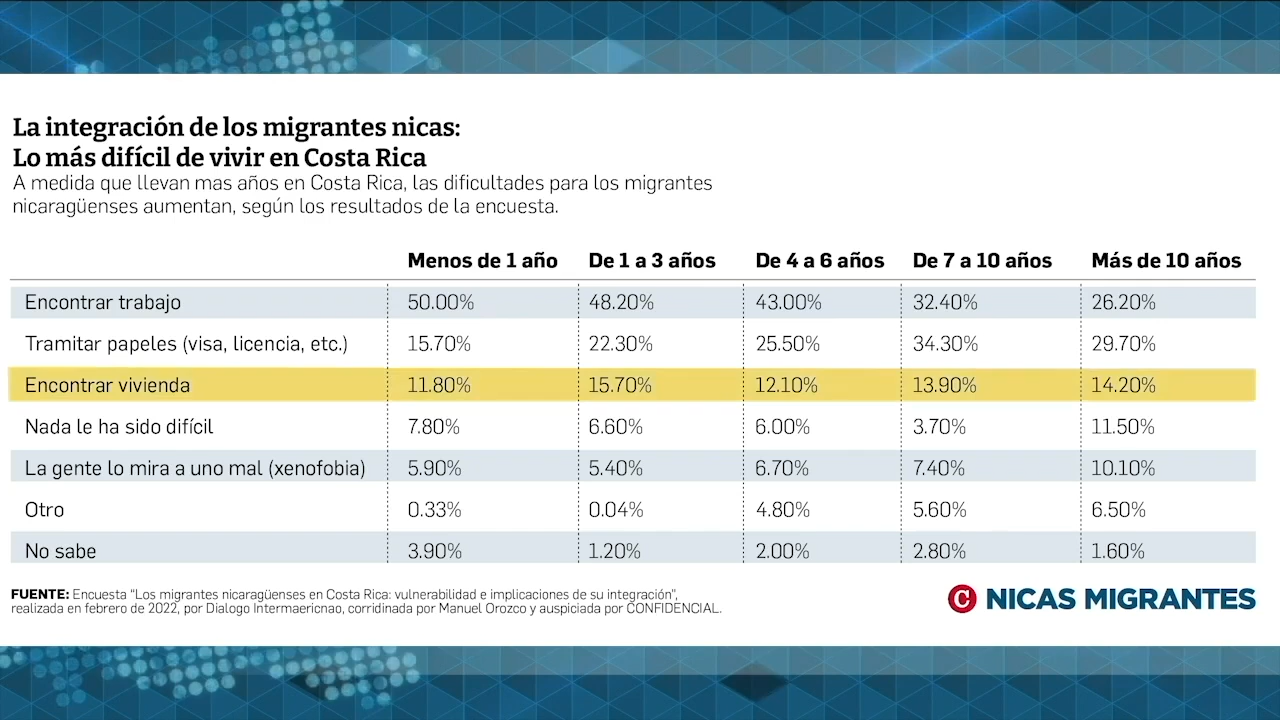 La integración de los migrantes nicas:
Lo más difícil de vivir en Costa Rica
A medida que llevan mas años en Costa Rica, las dificultades para los migrantes
nicaragüenses aumentan, según los resultados de la encuesta.
Menos de 1 año De 1 a 3 años De 4 a 6 años De 7 a 10 años Más de 10 años
Encontrar trabajo 50.00% 48.20% 43.00% 32.40% 26.20%
Tramitar papeles (visa, licencia, etc.) 15.70% 22.30% 25.50% 34.30% 29.70%
Encontrar vivienda 11.80% 15.70% 12.10% 13.90% 14.20%
Nada le ha sido difícil 7.80% 6.60% 6.00% 3.70% 11.50%
La gente lo mira a uno mal (xenofobia) 5.90% 5.40% 6.70% 7.40% 10.10%
Otro 0.33% 0.04% 4.80% 5.60% 6.50%
No sabe 3.90% 1.20% 2.00% 2.80% 1.60%
FUENTE: Encuesta "Los migrantes nicaragüenses en Costa Rica: vulnerabilidad e implicaciones de su integración",
realizada en febrero de 2022, por Dialogo Intermaericnao, corridinada por Manuel Orozco y auspiciada por CONFIDENCIAL.
C NICAS MIGRANTES